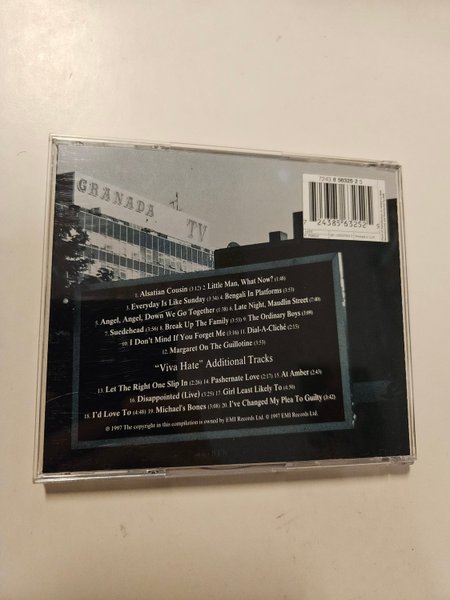 GRANADA TV
7243 8 56325 2 5
7 24385 63252 5
1. Alsatian Cousin (3:12) 2. Little Man, What Now? (1:48)
3. Everyday Is Like Sunday (3:34) 4. Bengali In Platforms (3:53)
5. Angel, Angel, Down We Go Together (1:38) 6. Late Night, Maudlin Street (7:40)
7. Suedehead (3:56) 8. Break Up The Family (3:53) 9. The Ordinary Boys (3:09)
10. I Don't Mind If You Forget Me (3:16) 11. Dial-A-Cliché (2:15)
12. Margaret On The Guillotine (3:53)
"Viva Hate" Additional Tracks
13. Let The Right One Slip In (2:26) 14. Pashernate Love (2:17) 15. At Amber (2:43)
16. Disappointed (Live) (3:25) 17. Girl Least Likely To (4:50)
18. I'd Love To (4:48) 19. Michael's Bones (3:08) 20. I've Changed My Plea To Guilty (3:42)
℗ 1997 The copyright in this compilation is owned by EMI Records Ltd. © 1997 EMI Records Ltd.